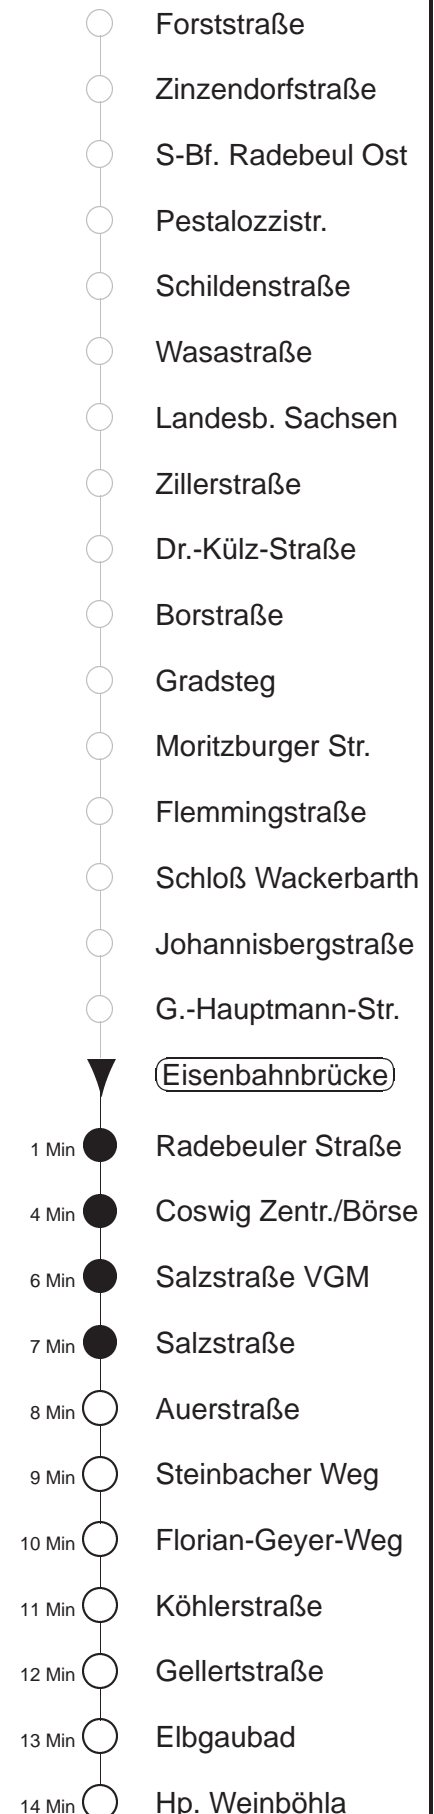 Forststraße
Zinzendorfstraße
S-Bf. Radebeul Ost
Pestalozzistr.
Schildenstraße
Wasastraße
Landesb. Sachsen
Zillerstraße
Dr.-Külz-Straße
Borstraße
Gradsteg
Moritzburger Str.
Flemmingstraße
Schloß Wackerbarth
Johannisbergstraße
G.-Hauptmann-Str.
Eisenbahnbrücke
1 Min Radebeuler Straße
4 Min Coswig Zentr./Börse
6 Min Salzstraße VGM
7 Min Salzstraße
8 Min Auerstraße
9 Min Steinbacher Weg
10 Min Florian-Geyer-Weg
11 Min Köhlerstraße
12 Min Gellertstraße
13 Min Elbgaubad
14 Min Hp. Weinböhla